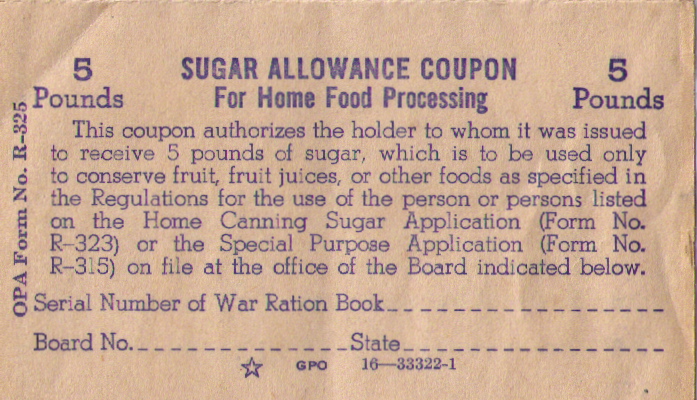 5 SUGAR ALLOWANCE COUPON 5
Pounds For Home Food Processing Pounds
This coupon authorizes the holder to whom it was issued
to receive 5 pounds of sugar, which is to be used only
to conserve fruit, fruit juices, or other foods as specified in
the Regulations for the use of the person or persons listed
on the Home Canning Sugar Application (Form No.
R-323) or the Special Purpose Application (Form No.
R-315) on file at the office of the Board indicated below.
Serial Number of War Ration Book
Board No. State
☆ GPO 16—33322-1
OPA Form No. R-325